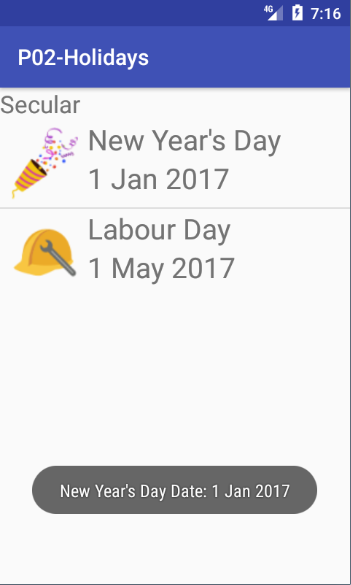 4G 7:16
P02-Holidays
Secular
New Year's Day
1 Jan 2017
Labour Day
1 May 2017
New Year's Day Date: 1 Jan 2017